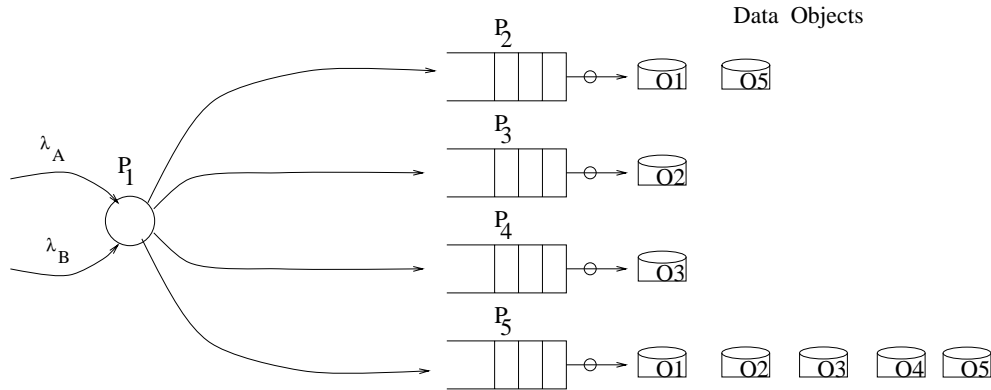 Data Objects
P2
O1 O5
λA
P1
P3
O2
λB
P4
O3
P5
O1 O2 O3 O4 O5